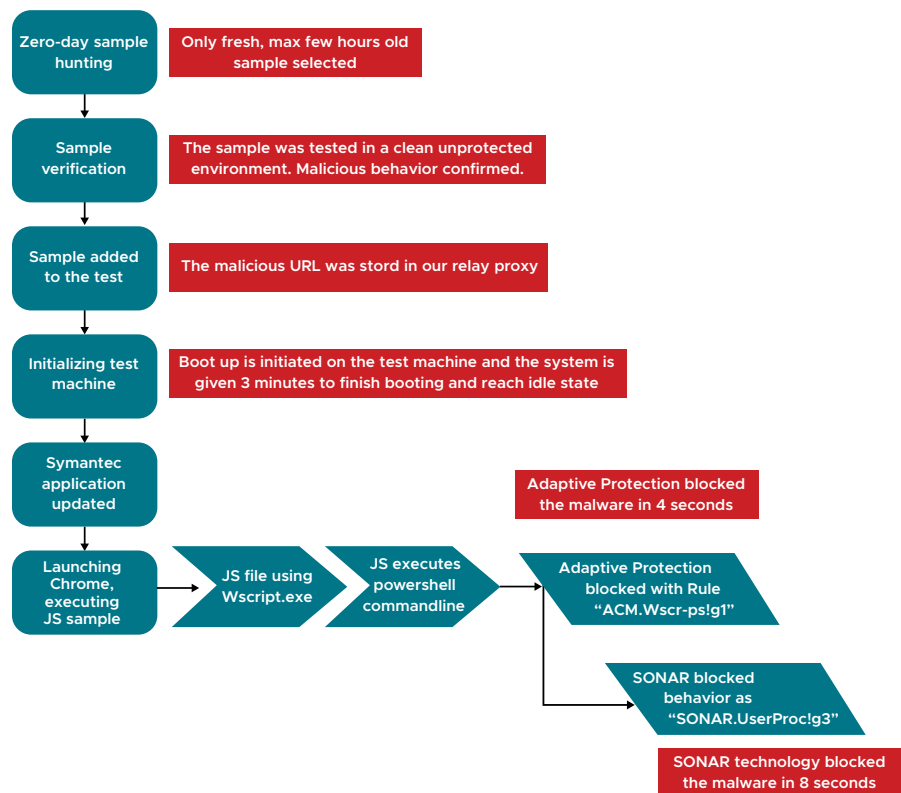 Zero-day sample
hunting
Only fresh, max few hours old
sample selected
Sample
verification
The sample was tested in a clean unprotected
environment. Malicious behavior confirmed.
Sample added
to the test
The malicious URL was stord in our relay proxy
Initializing test
machine
Boot up is initiated on the test machine and the system is
given 3 minutes to finish booting and reach idle state
Symantec
application
updated
Adaptive Protection blocked
the malware in 4 seconds
Launching
Chrome,
executing
JS sample
JS file using
Wscript.exe
JS executes
powershell
commandline
Adaptive Protection
blocked with Rule
“ACM.Wscr-ps!g1”
SONAR blocked
behavior as
“SONAR.UserProc!g3”
SONAR technology blocked
the malware in 8 seconds